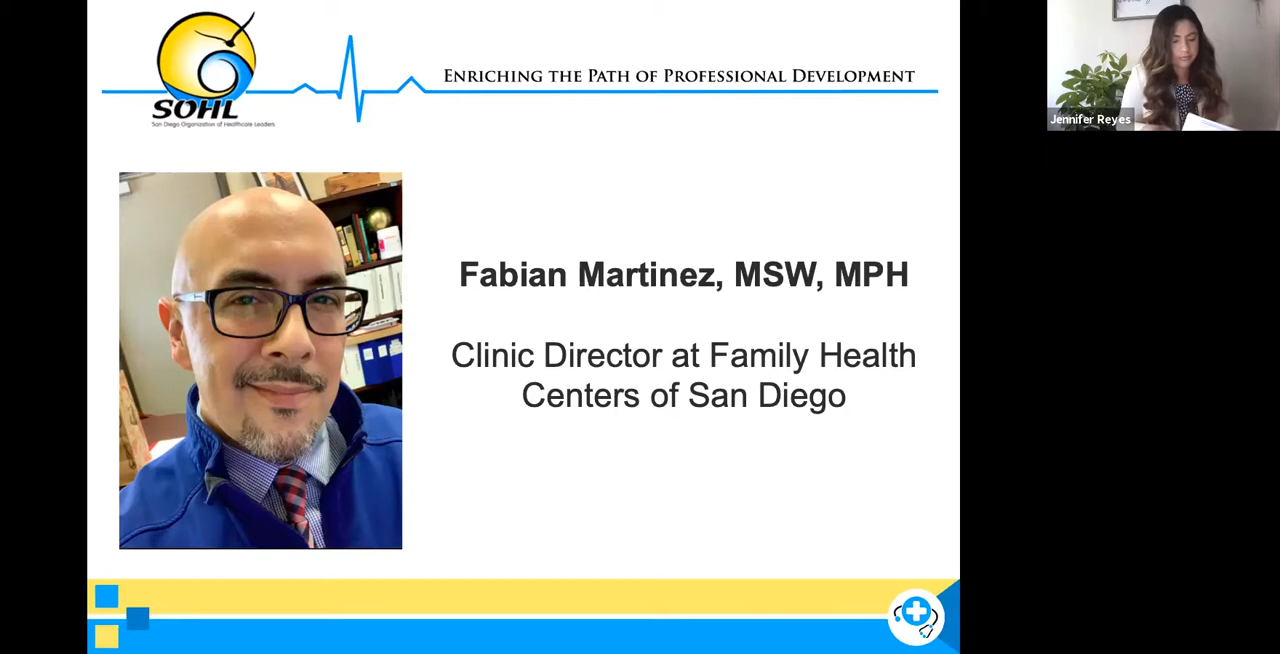 SOHL
San Diego Organization of Healthcare Leaders
ENRICHING THE PATH OF PROFESSIONAL DEVELOPMENT
Jennifer Reyes
Fabian Martinez, MSW, MPH
Clinic Director at Family Health
Centers of San Diego